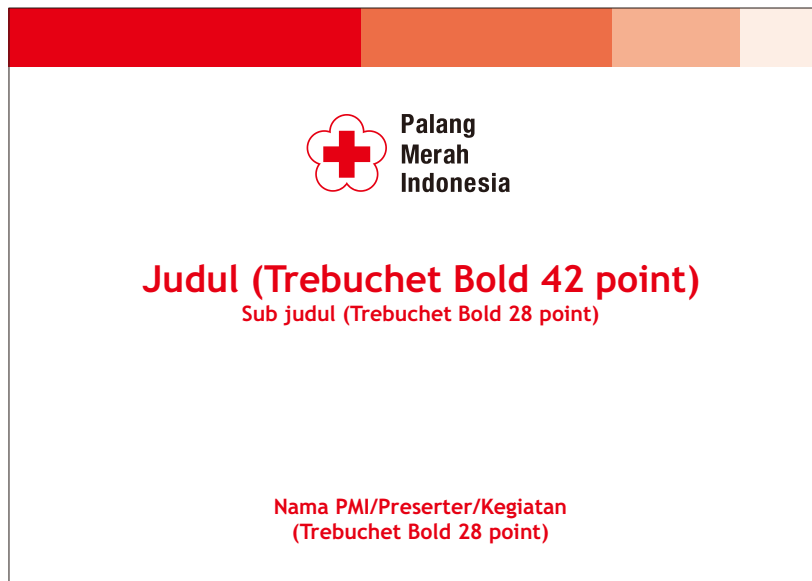 Palang
Merah
Indonesia
Judul (Trebuchet Bold 42 point)
Sub judul (Trebuchet Bold 28 point)
Nama PMI/Preserter/Kegiatan
(Trebuchet Bold 28 point)